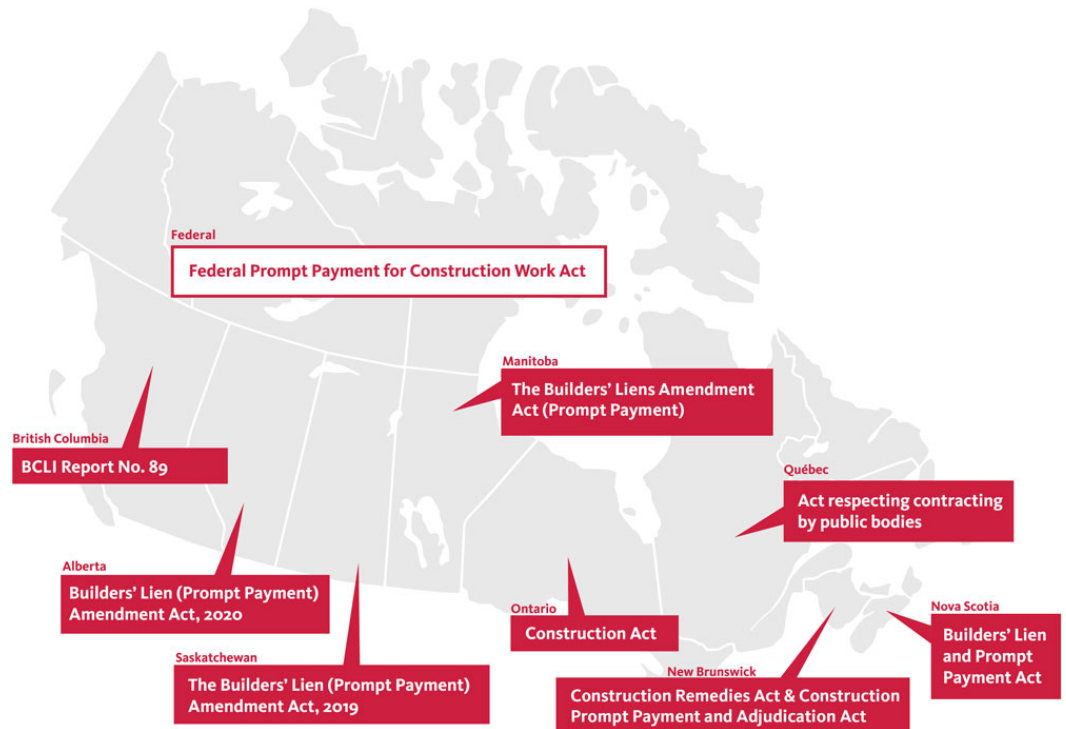 Federal
Federal Prompt Payment for Construction Work Act
Manitoba
The Builders’ Liens Amendment
Act (Prompt Payment)
British Columbia
BCLI Report No. 89
Québec
Act respecting contracting
by public bodies
Alberta
Builders’ Lien (Prompt Payment)
Amendment Act, 2020
Ontario
Construction Act
Nova Scotia
Builders’ Lien
and Prompt
Payment Act
Saskatchewan
The Builders’ Lien (Prompt Payment)
Amendment Act, 2019
New Brunswick
Construction Remedies Act & Construction
Prompt Payment and Adjudication Act